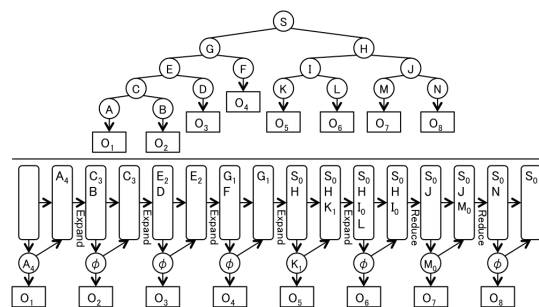 S
G H
E F I J
C D K L M N
A B
O₄
O₃ O₅ O₆ O₇ O₈
O₁ O₂
A₄ C₃ C₃ E₂ E₂ G₁ G₁ S₀ S₀ S₀ S₀ S₀ S₀ S₀ S₀
B D F H H H H J J N
K₁ I₀ I₀ M₀
L
Expand Expand Expand Expand Expand Reduce Reduce
A₄ ϕ ϕ ϕ K₁ ϕ M₀ ϕ
O₁ O₂ O₃ O₄ O₅ O₆ O₇ O₈